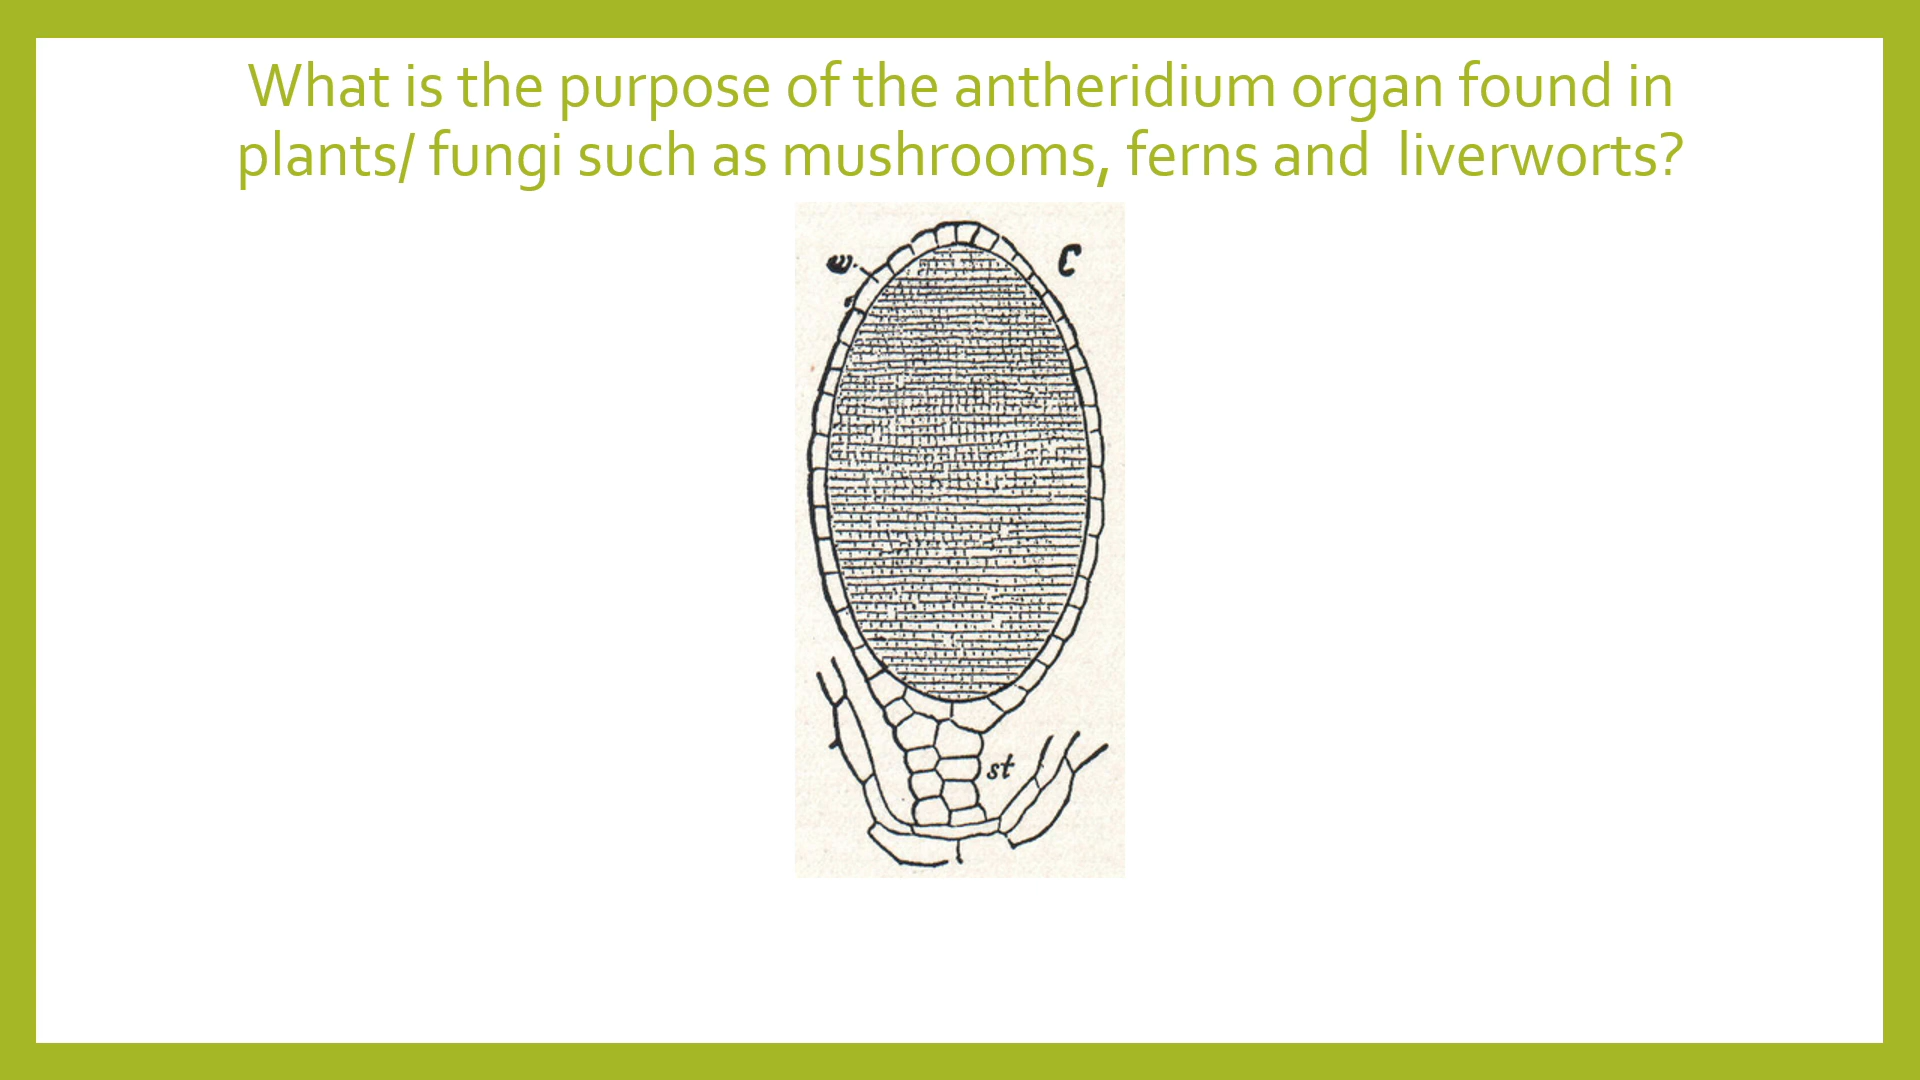 What is the purpose of the antheridium organ found in
plants/ fungi such as mushrooms, ferns and  liverworts?
w.
C
st